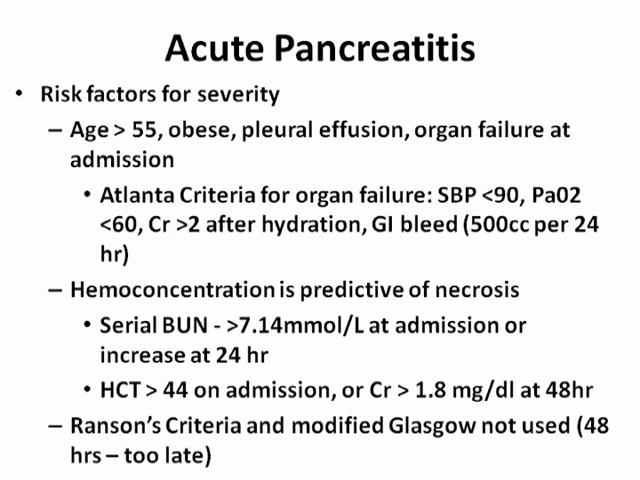 Acute Pancreatitis
• Risk factors for severity
– Age > 55, obese, pleural effusion, organ failure at
admission
• Atlanta Criteria for organ failure: SBP <90, Pa02
<60, Cr >2 after hydration, GI bleed (500cc per 24
hr)
– Hemoconcentration is predictive of necrosis
• Serial BUN - >7.14mmol/L at admission or
increase at 24 hr
• HCT > 44 on admission, or Cr > 1.8 mg/dl at 48hr
– Ranson's Criteria and modified Glasgow not used (48
hrs – too late)